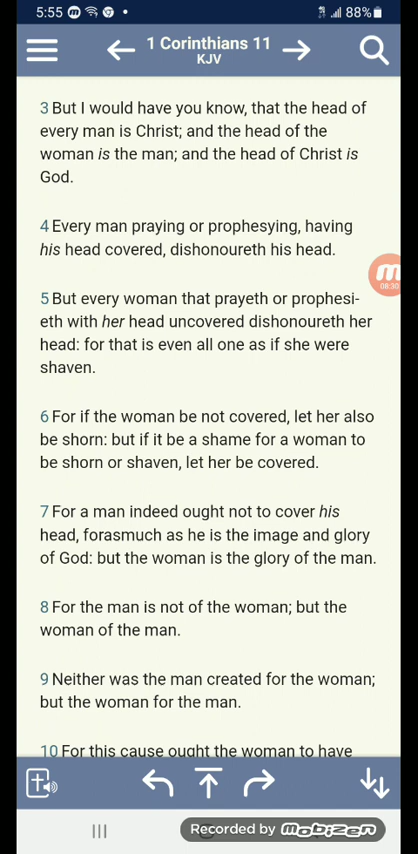 5:55 88%
1 Corinthians 11
KJV
3 But I would have you know, that the head of
every man is Christ; and the head of the
woman is the man; and the head of Christ is
God.
4 Every man praying or prophesying, having
his head covered, dishonoureth his head.
08:30
5 But every woman that prayeth or prophesi-
eth with her head uncovered dishonoureth her
head: for that is even all one as if she were
shaven.
6 For if the woman be not covered, let her also
be shorn: but if it be a shame for a woman to
be shorn or shaven, let her be covered.
7 For a man indeed ought not to cover his
head, forasmuch as he is the image and glory
of God: but the woman is the glory of the man.
8 For the man is not of the woman; but the
woman of the man.
9 Neither was the man created for the woman;
but the woman for the man.
10 For this cause ought the woman to have
Recorded by mobizen